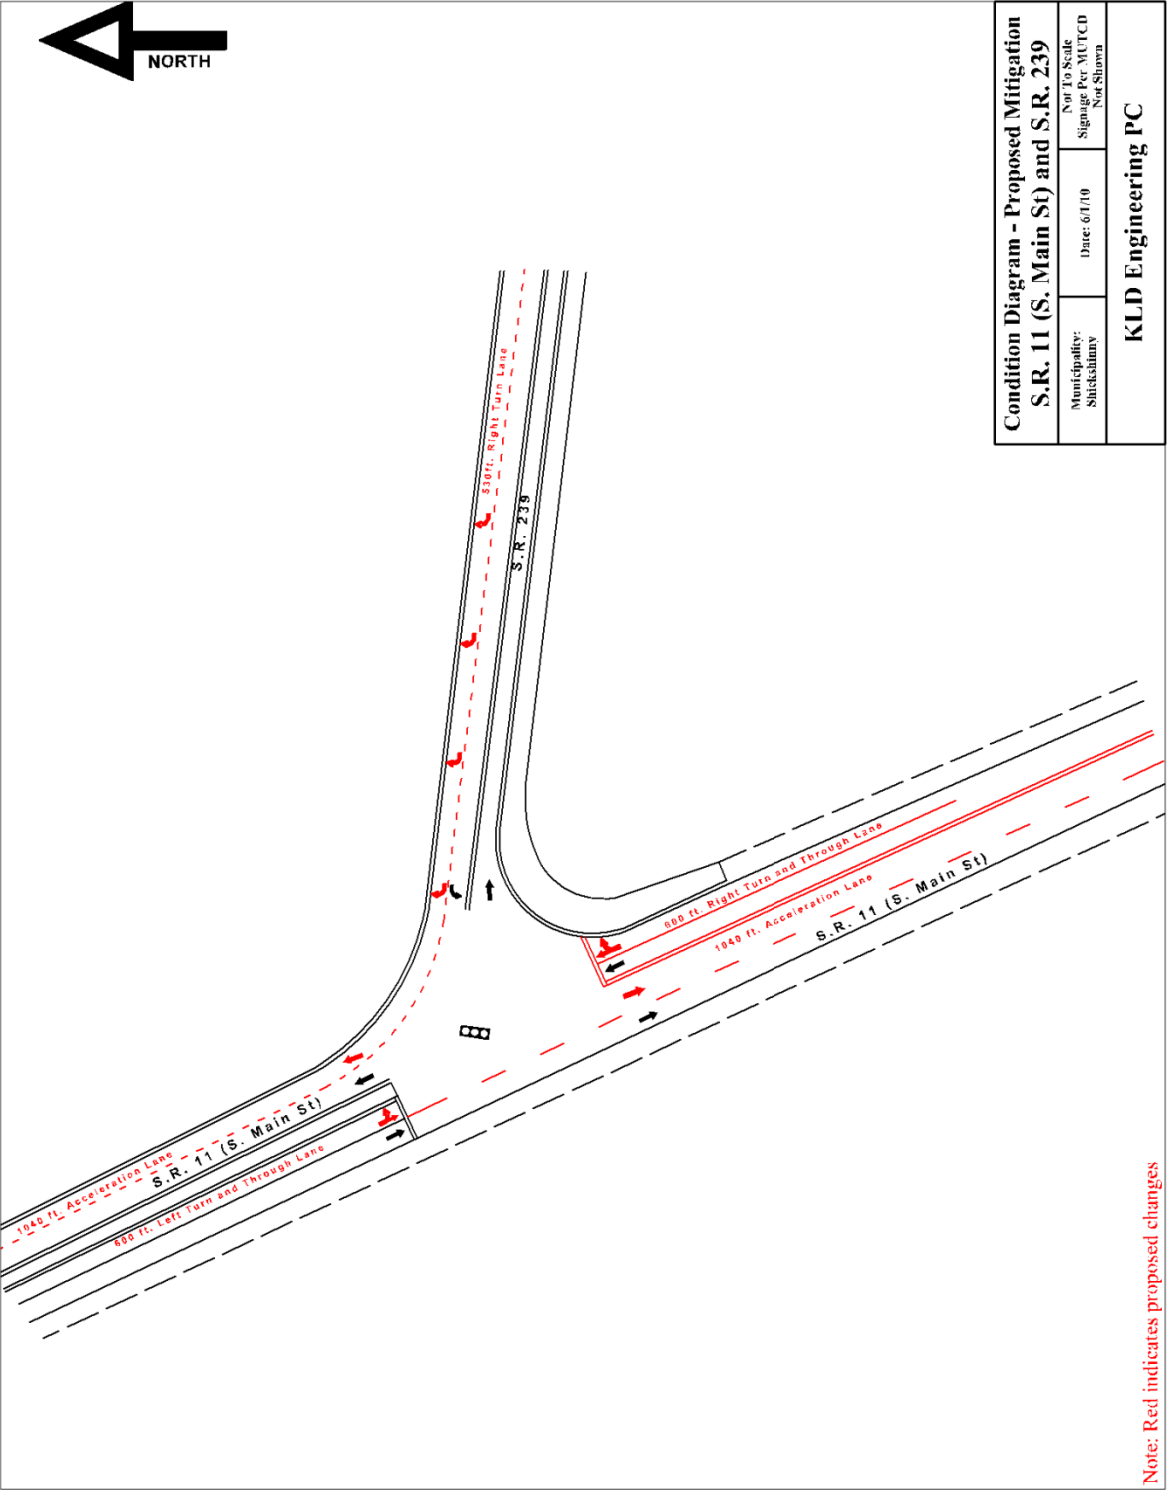 NORTH
Condition Diagram - Proposed Mitigation
S.R. 11 (S. Main St) and S.R. 239
Municipality:
Shickshinny
Date: 6/1/10
Not To Scale
Signage Per MUTCD
Not Shown
KLD Engineering PC
530ft. Right Turn Lane
S.R. 239
600 ft. Right Turn and Through Lane
1040 ft. Acceleration Lane
S.R. 11 (S. Main St)
1040 ft. Acceleration Lane
S.R. 11 (S. Main St)
600 ft. Left Turn and Through Lane
Note: Red indicates proposed changes